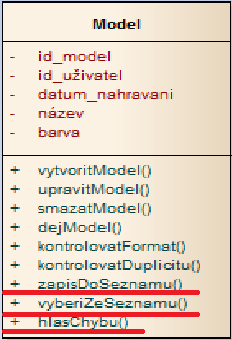 Model
- id_model
- id_uživatel
- datum_nahravani
- název
- barva
+ vytvoritModel()
+ upravitModel()
+ smazatModel()
+ dejModel()
+ kontrolovatFormat()
+ kontrolovatDuplicitu()
+ zapisDoSeznamu()
+ vyberiZeSeznamu()
+ hlasChybu()